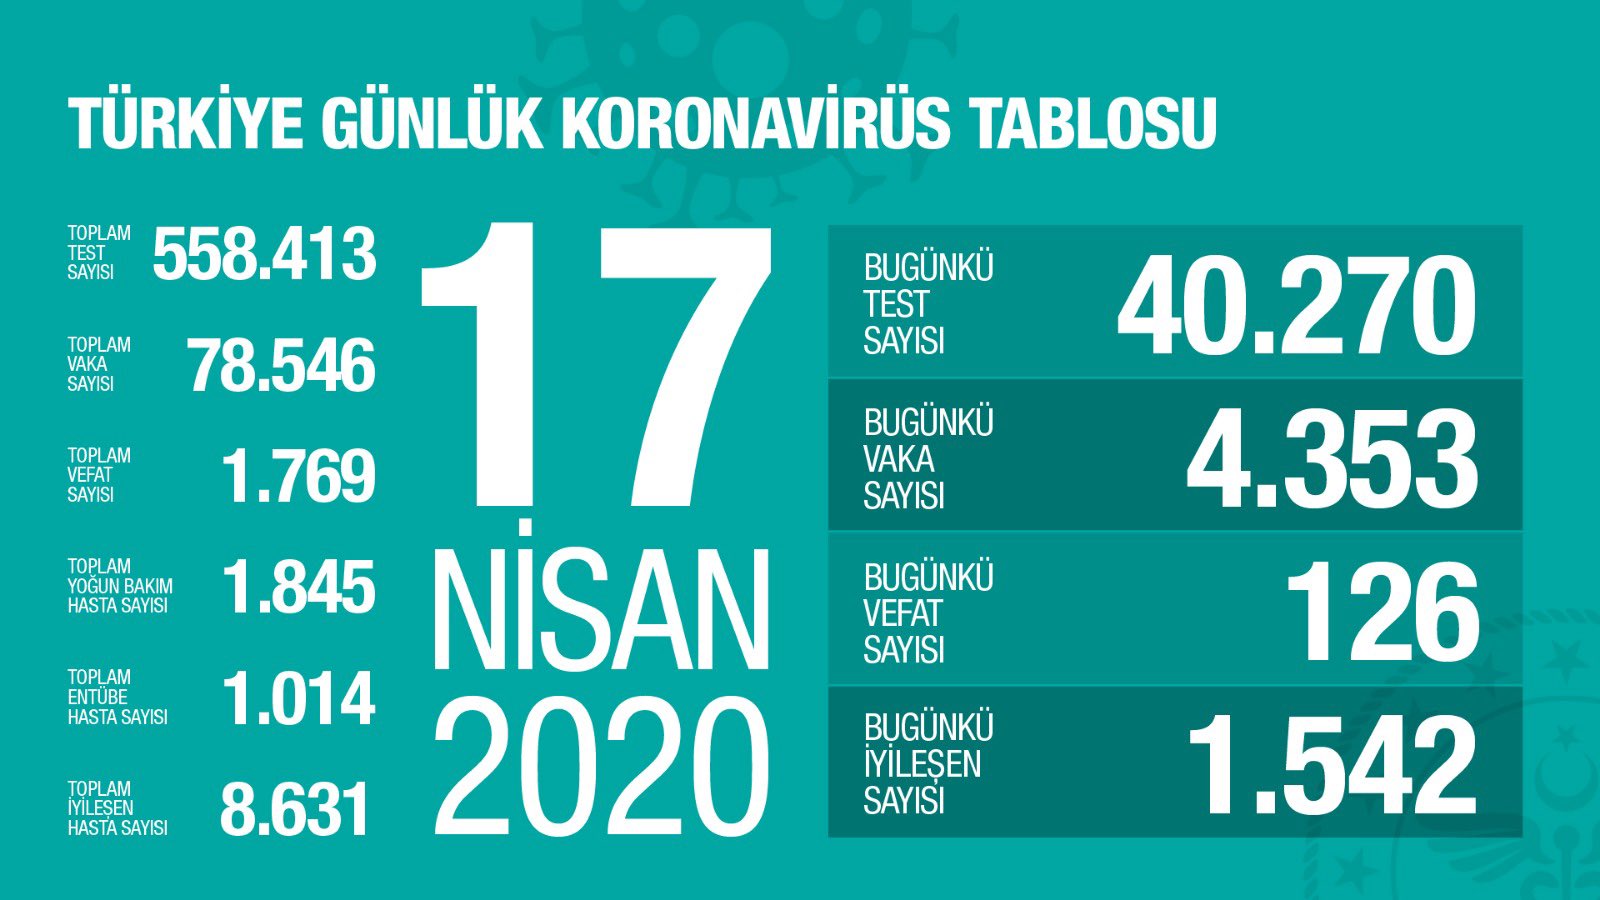 TÜRKİYE GÜNLÜK KORONAVİRÜS TABLOSU
TOPLAM
TEST
SAYISI
558.413
TOPLAM
VAKA
SAYISI
78.546
TOPLAM
VEFAT
SAYISI
1.769
TOPLAM
YOĞUN BAKIM
HASTA SAYISI
1.845
TOPLAM
ENTÜBE
HASTA SAYISI
1.014
TOPLAM
İYİLEŞEN
HASTA SAYISI
8.631
17
NİSAN
2020
BUGÜNKÜ
TEST
SAYISI
40.270
BUGÜNKÜ
VAKA
SAYISI
4.353
BUGÜNKÜ
VEFAT
SAYISI
126
BUGÜNKÜ
İYİLEŞEN
SAYISI
1.542